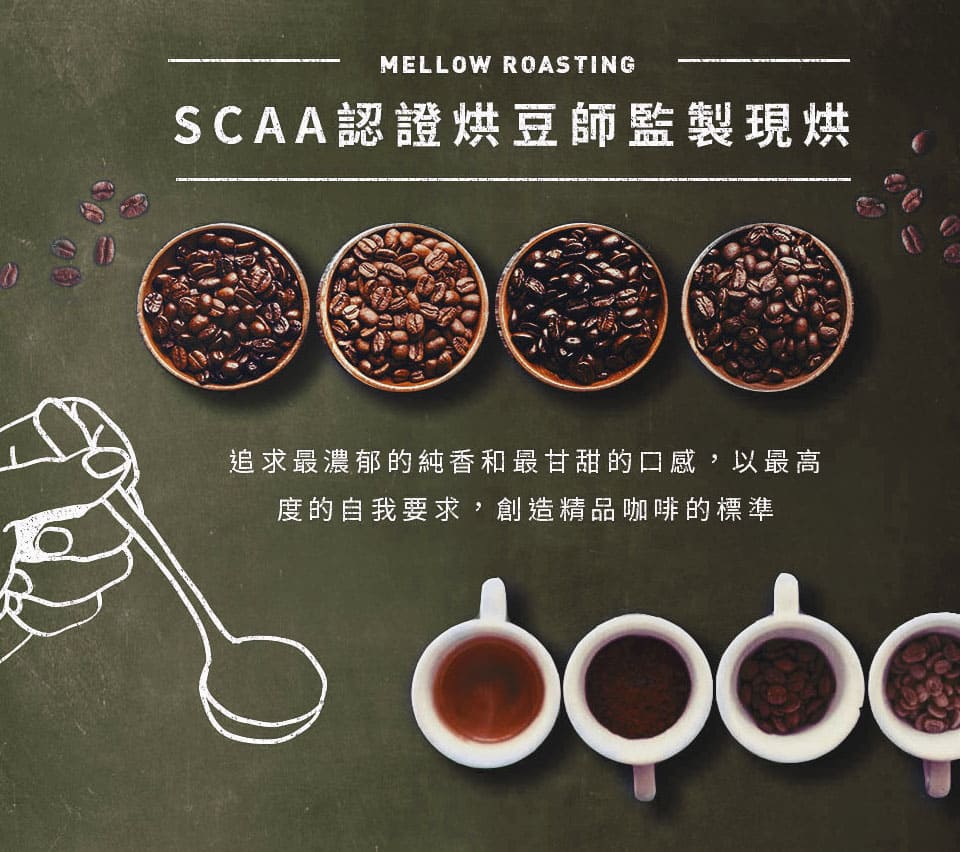 MELLOW ROASTING
SCAA認證烘豆師監製現烘
追求最濃郁的純香和最甘甜的口感，以最高
度的自我要求，創造精品咖啡的標準